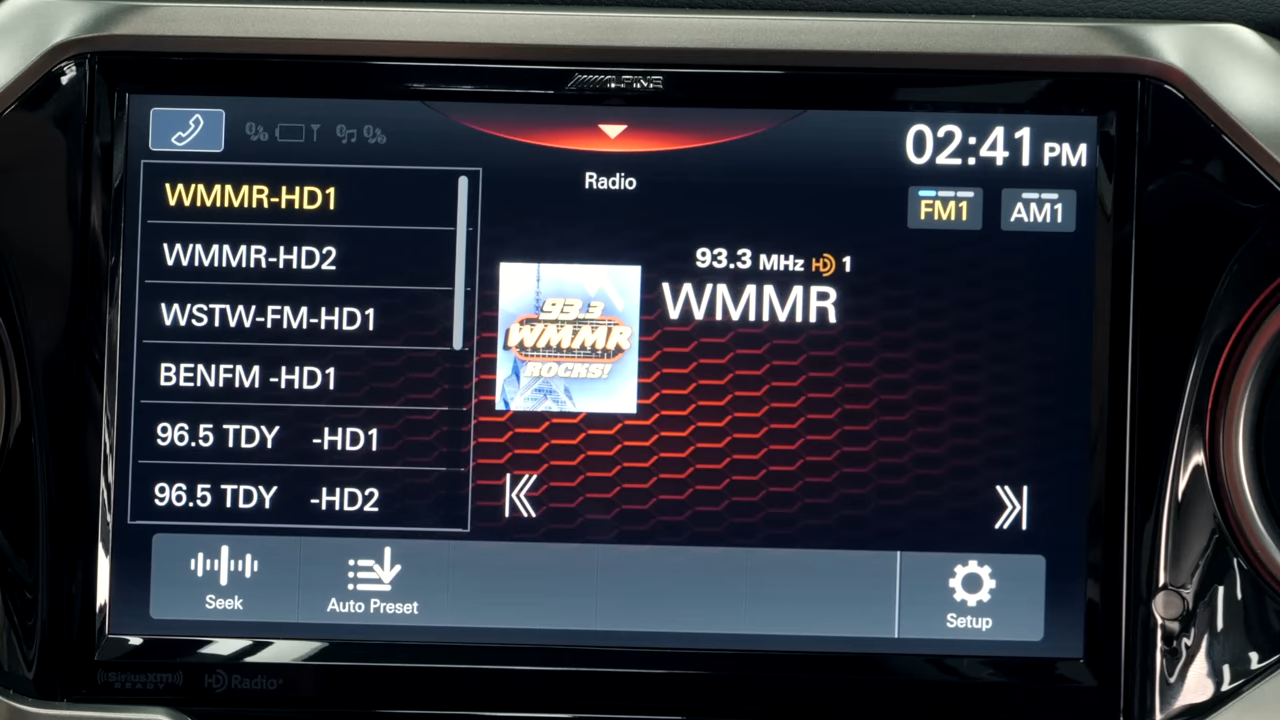 ALPINE
02:41 PM
Radio
WMMR-HD1
WMMR-HD2
WSTW-FM-HD1
BENFM -HD1
96.5 TDY -HD1
96.5 TDY -HD2
FM1
AM1
93.3 MHz HD 1
WMMR
93.3
WMMR
ROCKS!
Seek
Auto Preset
Setup
SiriusXM
READY
HD Radio